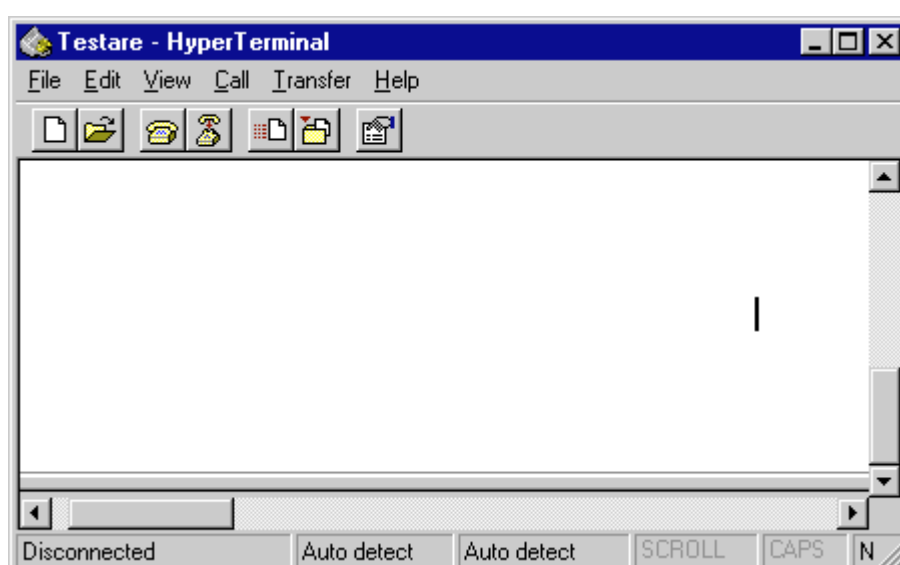 Testare - HyperTerminal
File Edit View Call Transfer Help
Disconnected Auto detect Auto detect SCROLL CAPS N